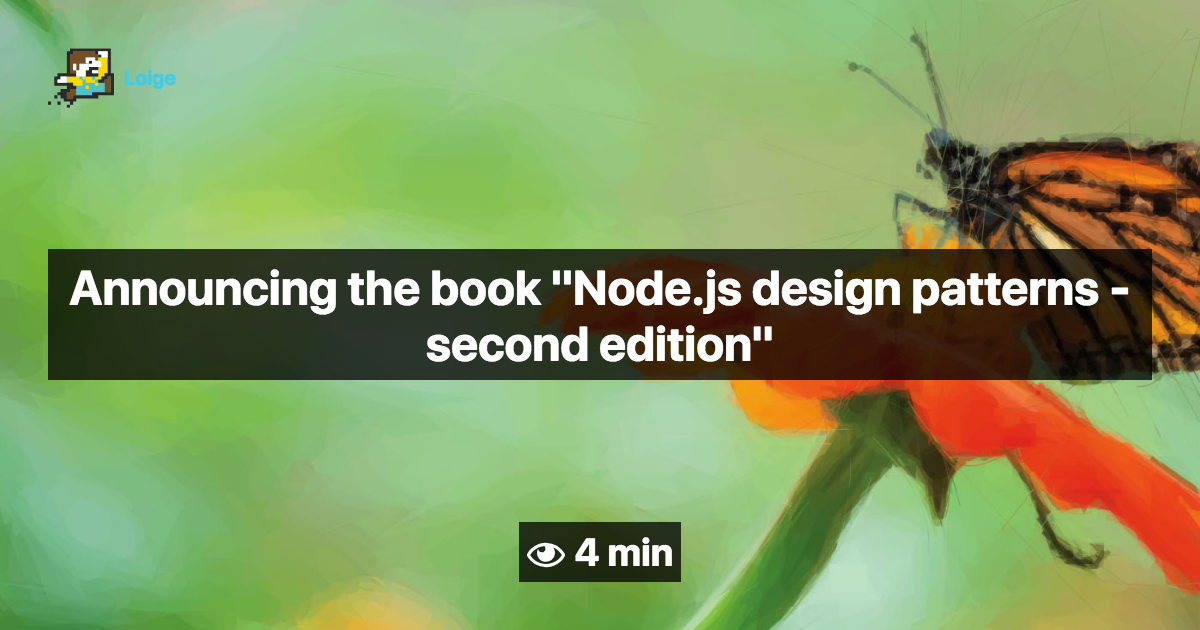 Loige
Announcing the book "Node.js design patterns -
second edition"
4 min